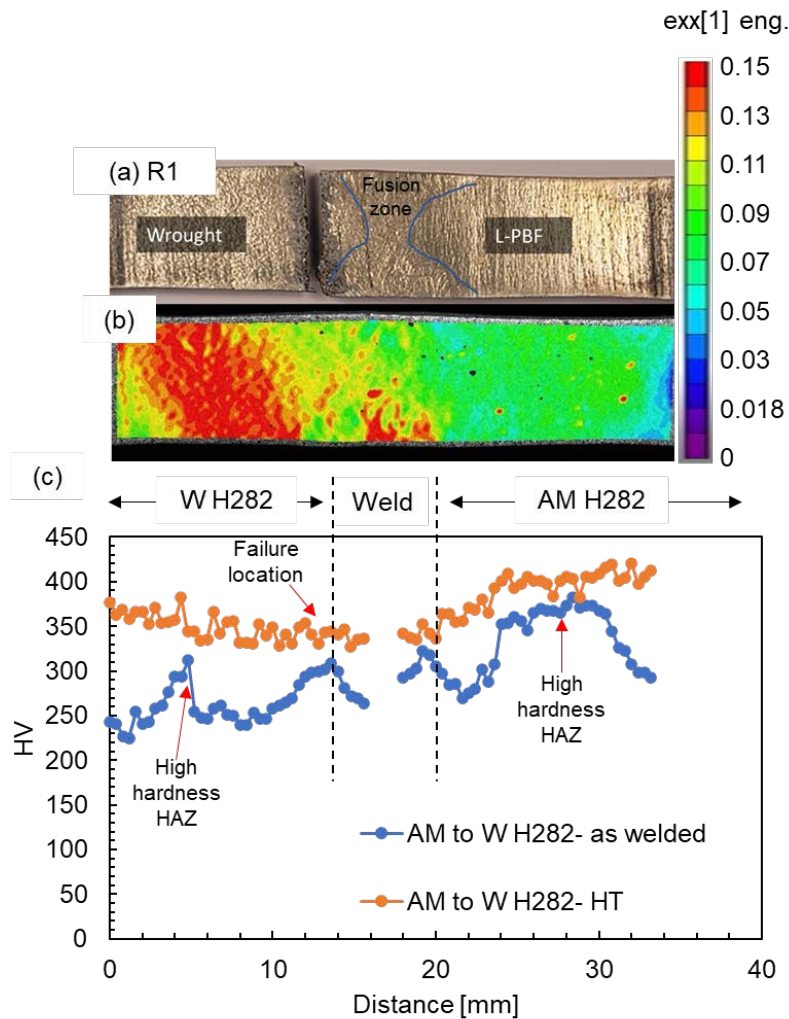 exx[1] eng.
0.15
0.13
0.11
0.09
0.07
0.05
0.03
0.018
0
(a) R1
Fusion
zone
Wrought
L-PBF
(b)
(c)
W H282
Weld
AM H282
450
400
350
300
250
200
150
100
50
0
HV
Failure
location
High
hardness
HAZ
High
hardness
HAZ
AM to W H282- as welded
AM to W H282- HT
0
10
20
30
40
Distance [mm]